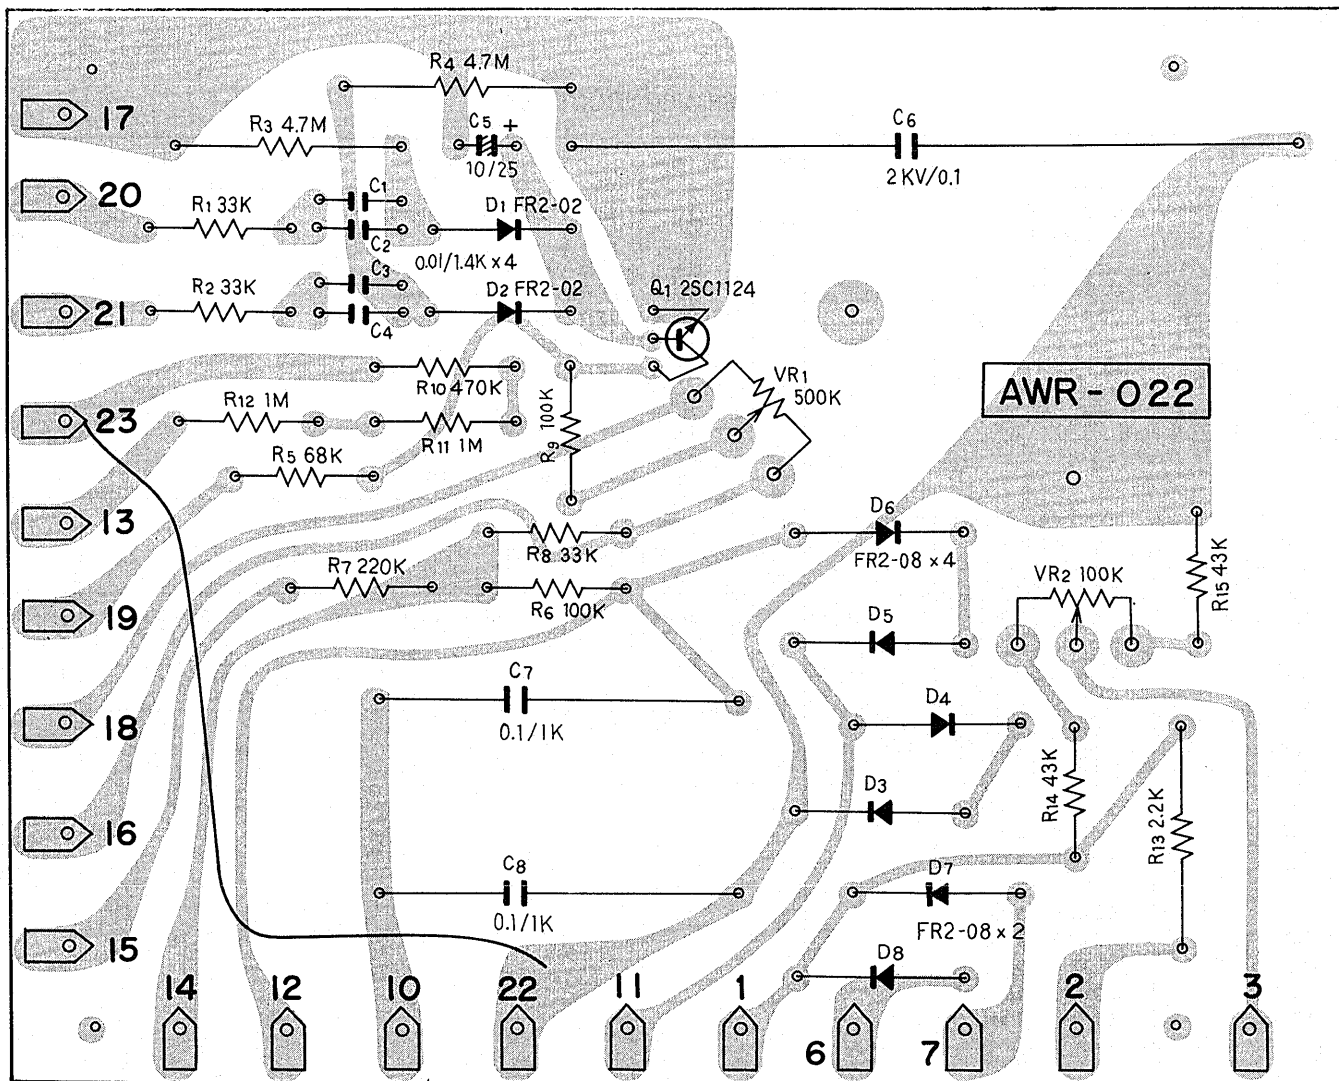 R4 4.7M
17
R3 4.7M
C5 +
10/25
C6
2KV/0.1
20
R1 33K
C1
C2
D1 FR2-02
0.01/1.4K x 4
C3
21
R2 33K
C4
D2 FR2-02
Q1 2SC1124
R10 470K
VR1
500K
AWR-022
23
R12 1M
R11 1M
R9 100K
R5 68K
13
D6
FR2-08 x 4
R8 33K
R7 220K
R6 100K
VR2 100K
R15 43K
19
D5
C7
0.1/1K
18
D4
R14 43K
D3
R13 2.2K
16
C8
0.1/1K
D7
FR2-08 x 2
15
D8
14
12
10
22
11
1
6
7
2
3